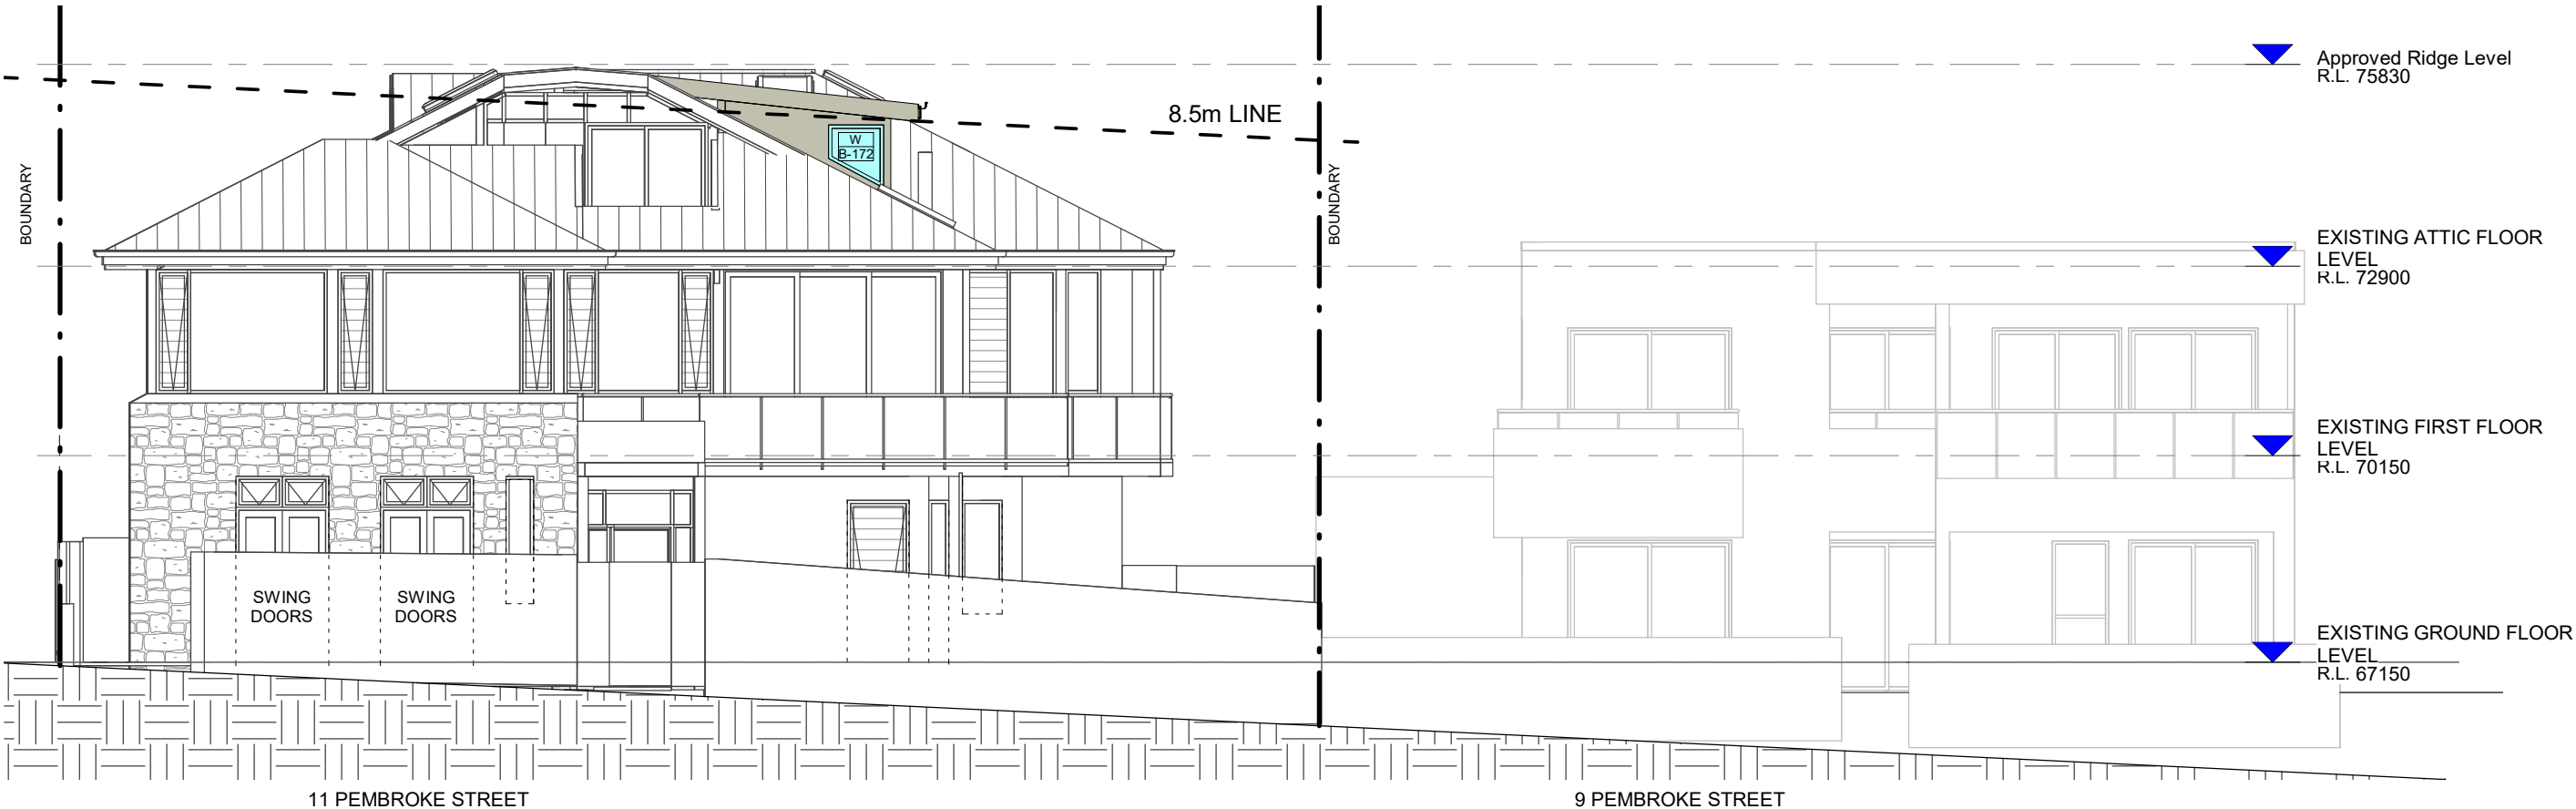 Approved Ridge Level
R.L. 75830
8.5m LINE
W
B-172
BOUNDARY
BOUNDARY
EXISTING ATTIC FLOOR
LEVEL
R.L. 72900
EXISTING FIRST FLOOR
LEVEL
R.L. 70150
SWING
DOORS
SWING
DOORS
EXISTING GROUND FLOOR
LEVEL
R.L. 67150
11 PEMBROKE STREET
9 PEMBROKE STREET